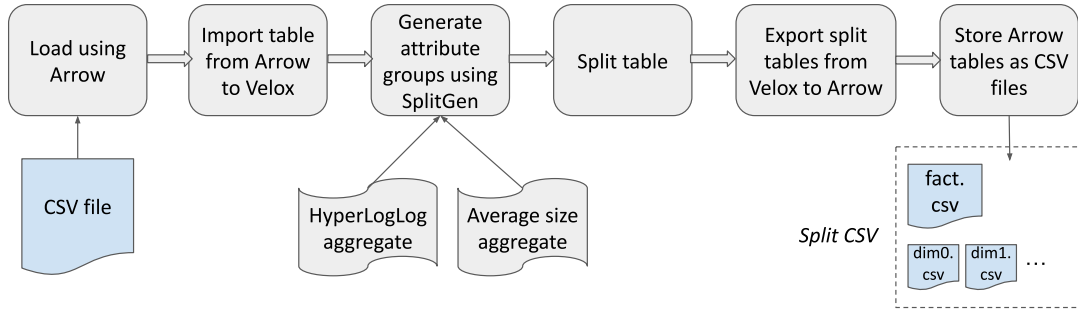 Load using
Arrow
Import table
from Arrow
to Velox
Generate
attribute
groups using
SplitGen
Split table
Export split
tables from
Velox to Arrow
Store Arrow
tables as CSV
files
CSV file
HyperLogLog
aggregate
Average size
aggregate
Split CSV
fact.
csv
dim0.
csv
dim1.
csv
...